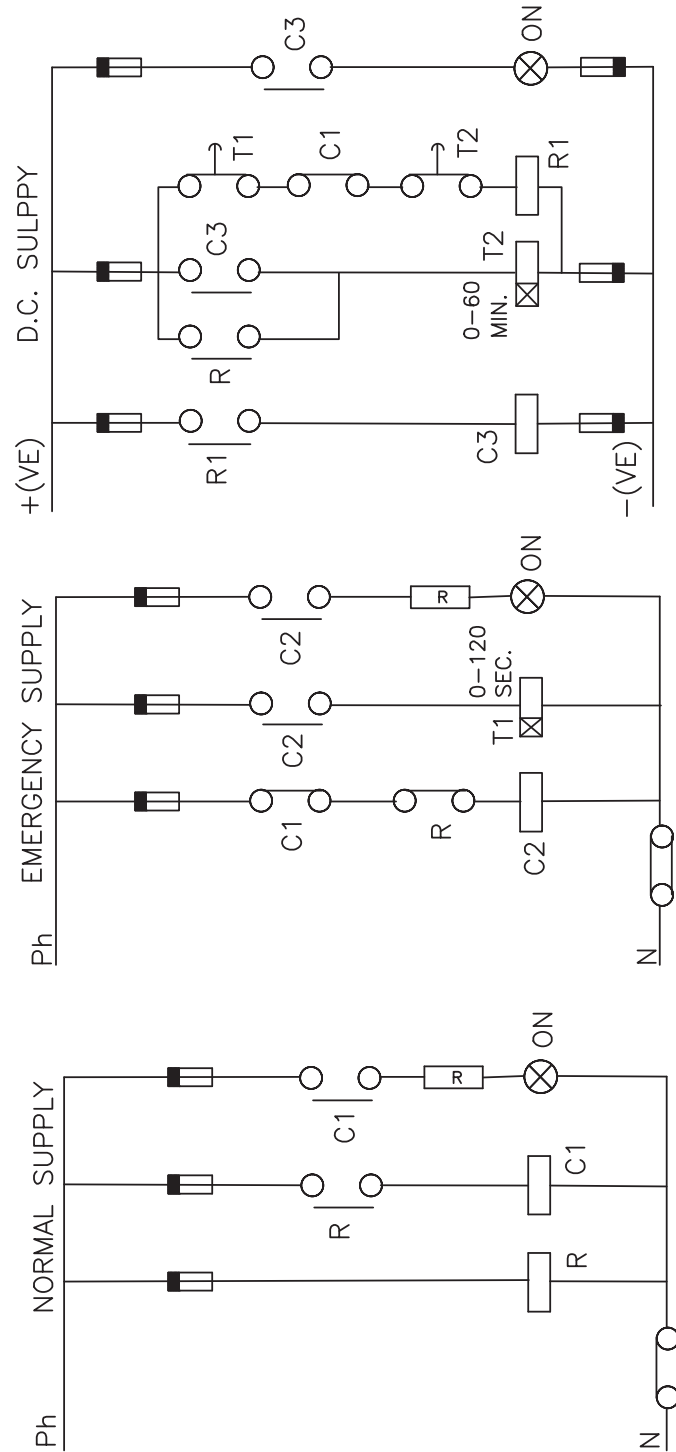 NORMAL SUPPLY
Ph
R
C1
R
R
C1
C1
ON
N
EMERGENCY SUPPLY
Ph
C1
C2
C2
R
R
C2
T1
0-120
SEC.
ON
N
D.C. SULPPY
+(VE)
R1
R
C3
T1
C1
T2
C3
C3
0-60
MIN.
T2
R1
ON
-(VE)